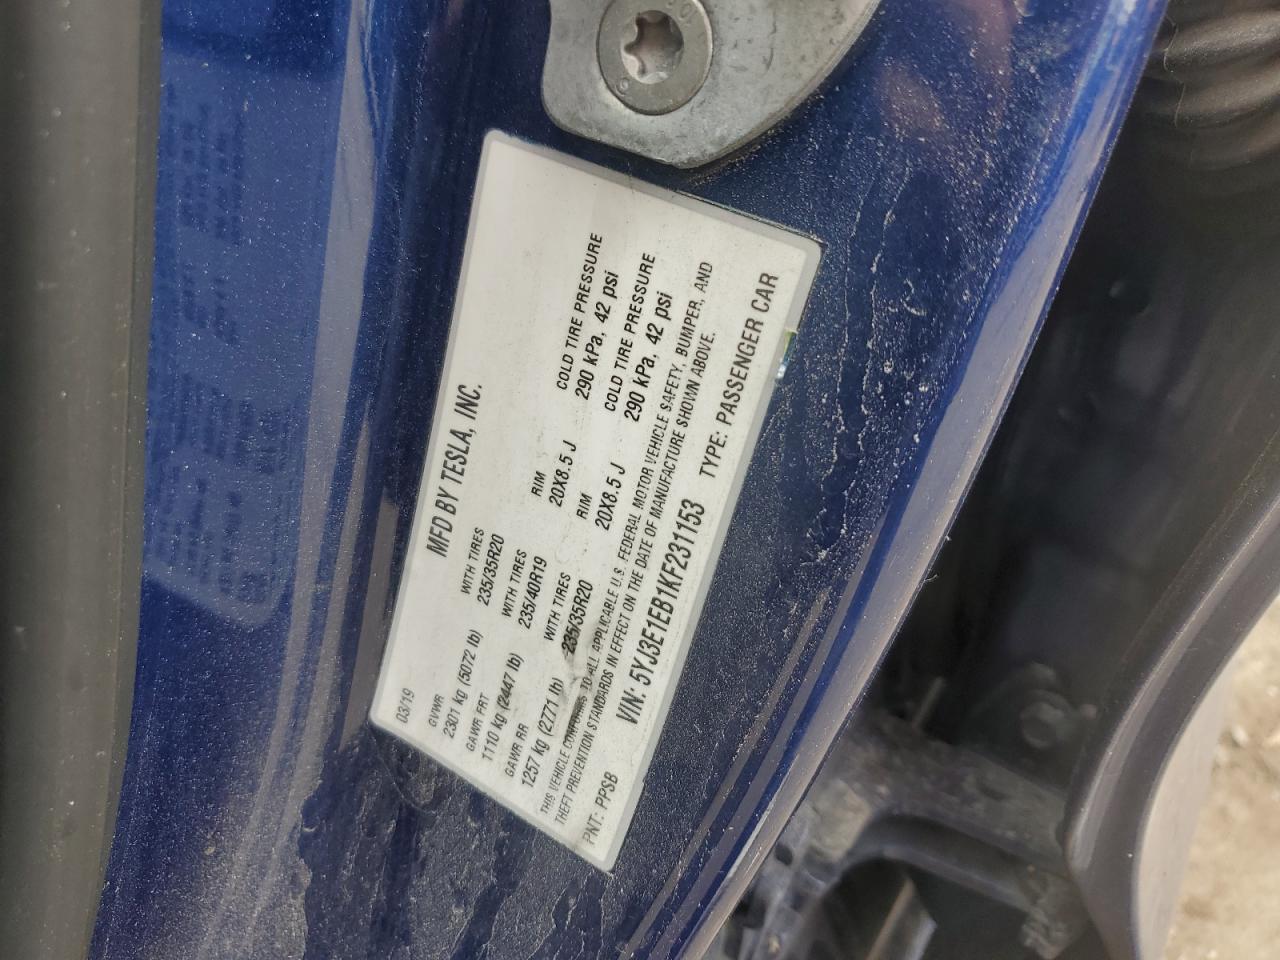 MFD BY TESLA, INC.
03/19
GVWR
2301 kg (5072 lb)
WITH TIRES
235/35R20
RIM
20X8.5 J
COLD TIRE PRESSURE
290 kPa, 42 psi
GAWR FRT
1110 kg (2447 lb)
WITH TIRES
235/40R19
GAWR RR
1257 kg (2771 lb)
WITH TIRES
235/35R20
RIM
20X8.5 J
COLD TIRE PRESSURE
290 kPa, 42 psi
THIS VEHICLE CONFORMS TO ALL APPLICABLE U.S. FEDERAL MOTOR VEHICLE SAFETY, BUMPER, AND
THEFT PREVENTION STANDARDS IN EFFECT ON THE DATE OF MANUFACTURE SHOWN ABOVE.
PNT: PPSB VIN: 5YJ3E1EB1KF231153 TYPE: PASSENGER CAR